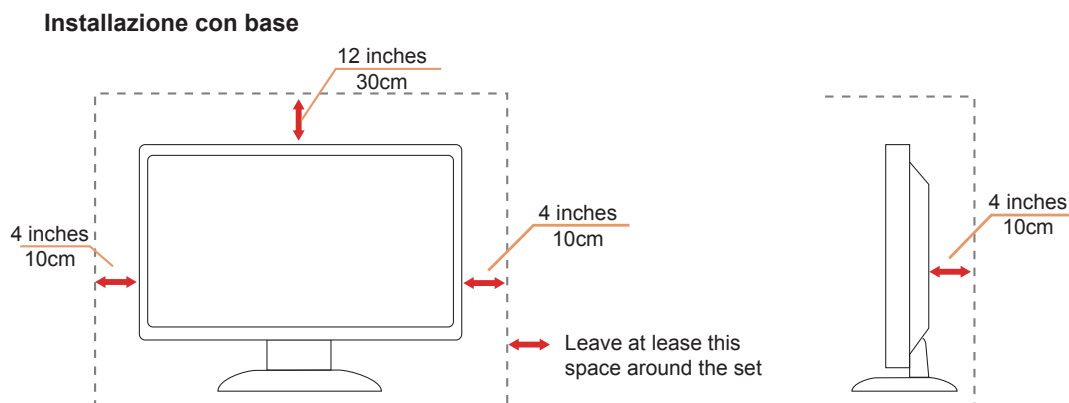 Installazione con base
12 inches
30cm
4 inches
10cm
4 inches
10cm
4 inches
10cm
Leave at lease this
space around the set